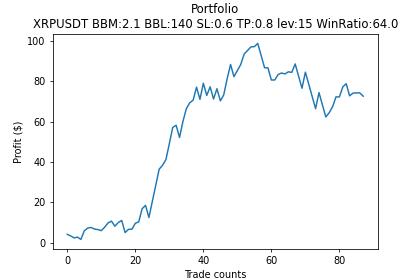 Portfolio
XRPUSDT BBM:2.1 BBL:140 SL:0.6 TP:0.8 lev:15 WinRatio:64.0
100
80
60
40
20
0
Profit ($)
0 20 40 60 80
Trade counts